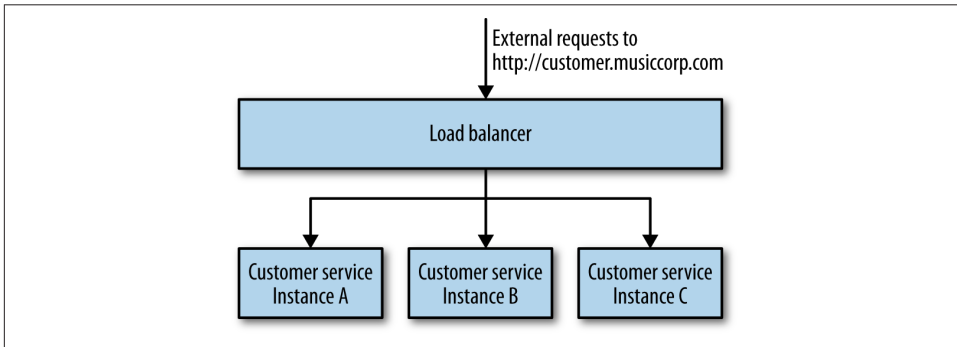 External requests to
http://customer.musiccorp.com
Load balancer
Customer service
Instance A
Customer service
Instance B
Customer service
Instance C